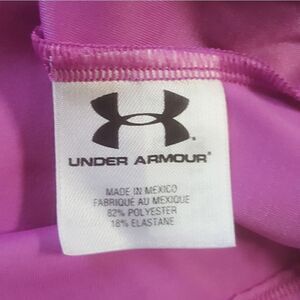 UNDER ARMOUR
MADE IN MEXICO
FABRIQUE AU MEXIQUE
82% POLYESTER
18% ELASTANE